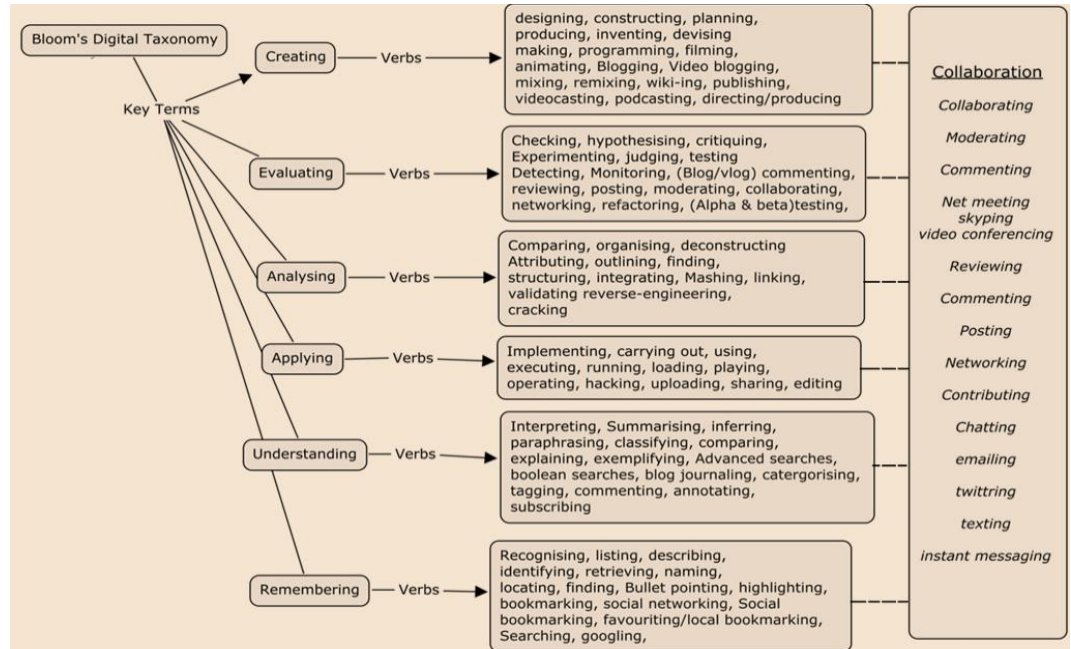 Bloom's Digital Taxonomy
Key Terms
Creating
Verbs
designing, constructing, planning,
producing, inventing, devising
making, programming, filming,
animating, Blogging, Video blogging,
mixing, remixing, wiki-ing, publishing,
videocasting, podcasting, directing/producing
Evaluating
Verbs
Checking, hypothesising, critiquing,
Experimenting, judging, testing
Detecting, Monitoring, (Blog/vlog) commenting,
reviewing, posting, moderating, collaborating,
networking, refactoring, (Alpha & beta)testing,
Analysing
Verbs
Comparing, organising, deconstructing
Attributing, outlining, finding,
structuring, integrating, Mashing, linking,
validating reverse-engineering,
cracking
Applying
Verbs
Implementing, carrying out, using,
executing, running, loading, playing,
operating, hacking, uploading, sharing, editing
Understanding
Verbs
Interpreting, Summarising, inferring,
paraphrasing, classifying, comparing,
explaining, exemplifying, Advanced searches,
boolean searches, blog journaling, catergorising,
tagging, commenting, annotating,
subscribing
Remembering
Verbs
Recognising, listing, describing,
identifying, retrieving, naming,
locating, finding, Bullet pointing, highlighting,
bookmarking, social networking, Social
bookmarking, favouriting/local bookmarking,
Searching, googling,
Collaboration
Collaborating
Moderating
Commenting
Net meeting
skyping
video conferencing
Reviewing
Commenting
Posting
Networking
Contributing
Chatting
emailing
twittring
texting
instant messaging